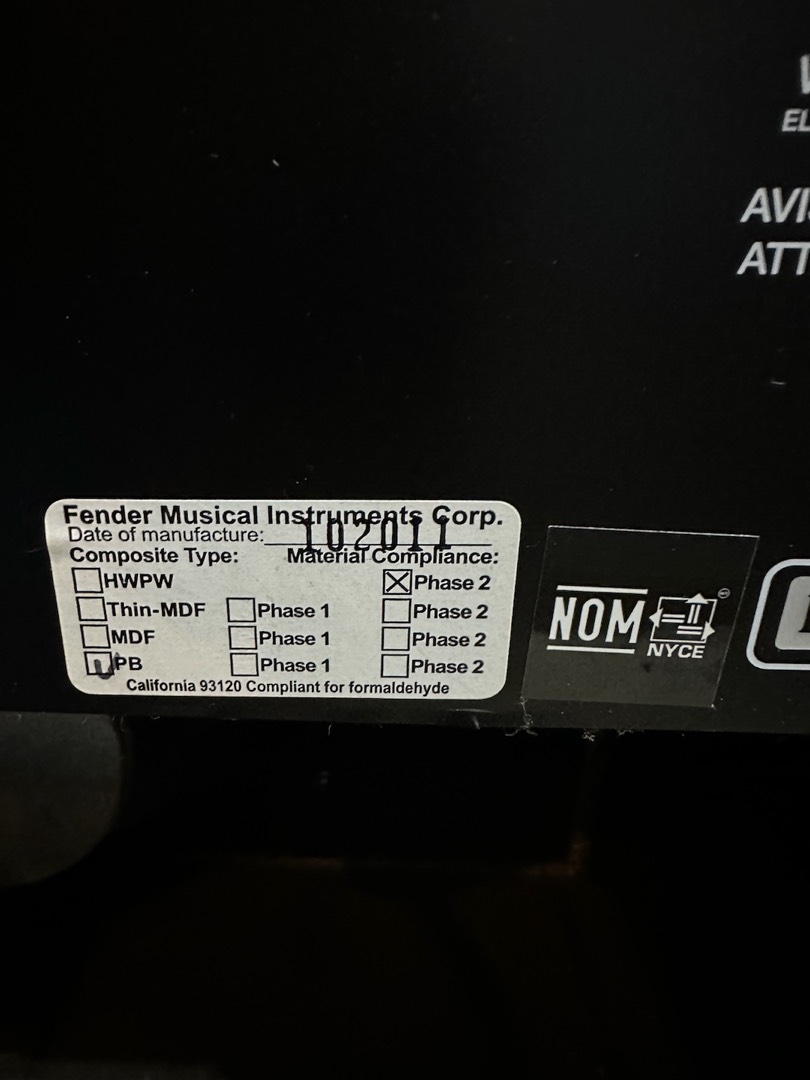 EL
AVI
ATT
Fender Musical Instruments Corp.
Date of manufacture: 102011
Composite Type: Material Compliance:
HWPW Phase 2
Thin-MDF Phase 1 Phase 2
MDF Phase 1 Phase 2
PB Phase 1 Phase 2
California 93120 Compliant for formaldehyde
NOM
NYCE